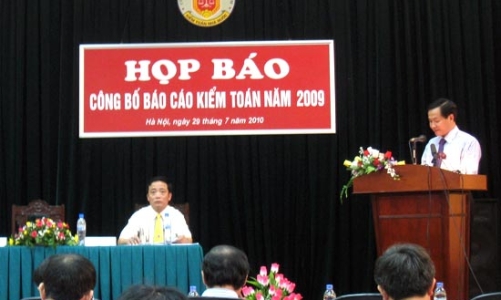 HỌP BÁO
CÔNG BỐ BÁO CÁO KIỂM TOÁN NĂM 2009
Hà Nội, ngày 29 tháng 7 năm 2010